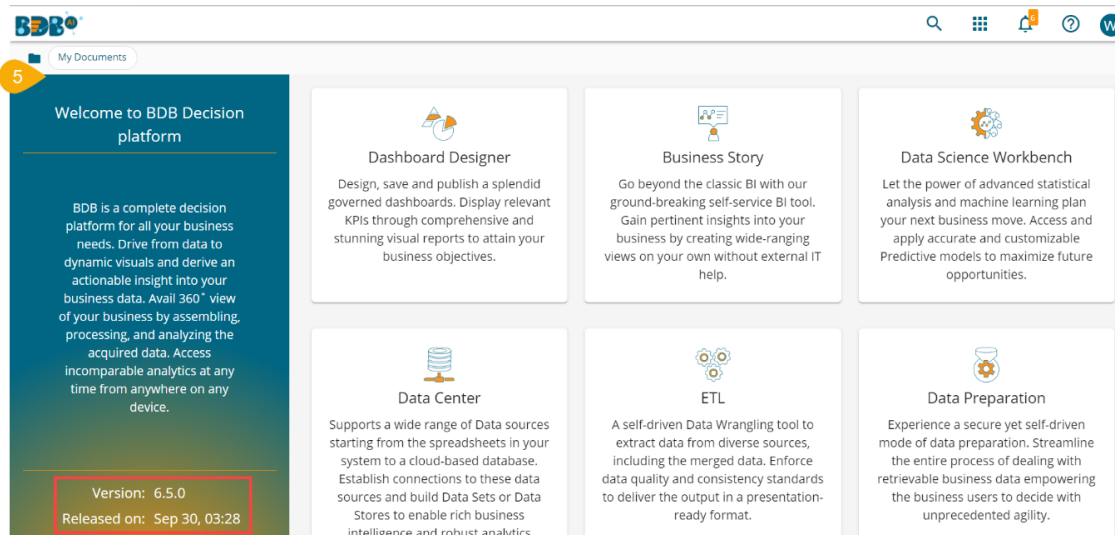 BDB AI
6
W
My Documents
5
Welcome to BDB Decision
platform
BDB is a complete decision
platform for all your business
needs. Drive from data to
dynamic visuals and derive an
actionable insight into your
business data. Avail 360˚ view
of your business by assembling,
processing, and analyzing the
acquired data. Access
incomparable analytics at any
time from anywhere on any
device.
Version: 6.5.0
Released on: Sep 30, 03:28
Dashboard Designer
Design, save and publish a splendid
governed dashboards. Display relevant
KPIs through comprehensive and
stunning visual reports to attain your
business objectives.
Business Story
Go beyond the classic BI with our
ground-breaking self-service BI tool.
Gain pertinent insights into your
business by creating wide-ranging
views on your own without external IT
help.
Data Science Workbench
Let the power of advanced statistical
analysis and machine learning plan
your next business move. Access and
apply accurate and customizable
Predictive models to maximize future
opportunities.
Data Center
Supports a wide range of Data sources
starting from the spreadsheets in your
system to a cloud-based database.
Establish connections to these data
sources and build Data Sets or Data
Stores to enable rich business
intelligence and robust analytics
ETL
A self-driven Data Wrangling tool to
extract data from diverse sources,
including the merged data. Enforce
data quality and consistency standards
to deliver the output in a presentation-
ready format.
Data Preparation
Experience a secure yet self-driven
mode of data preparation. Streamline
the entire process of dealing with
retrievable business data empowering
the business users to decide with
unprecedented agility.